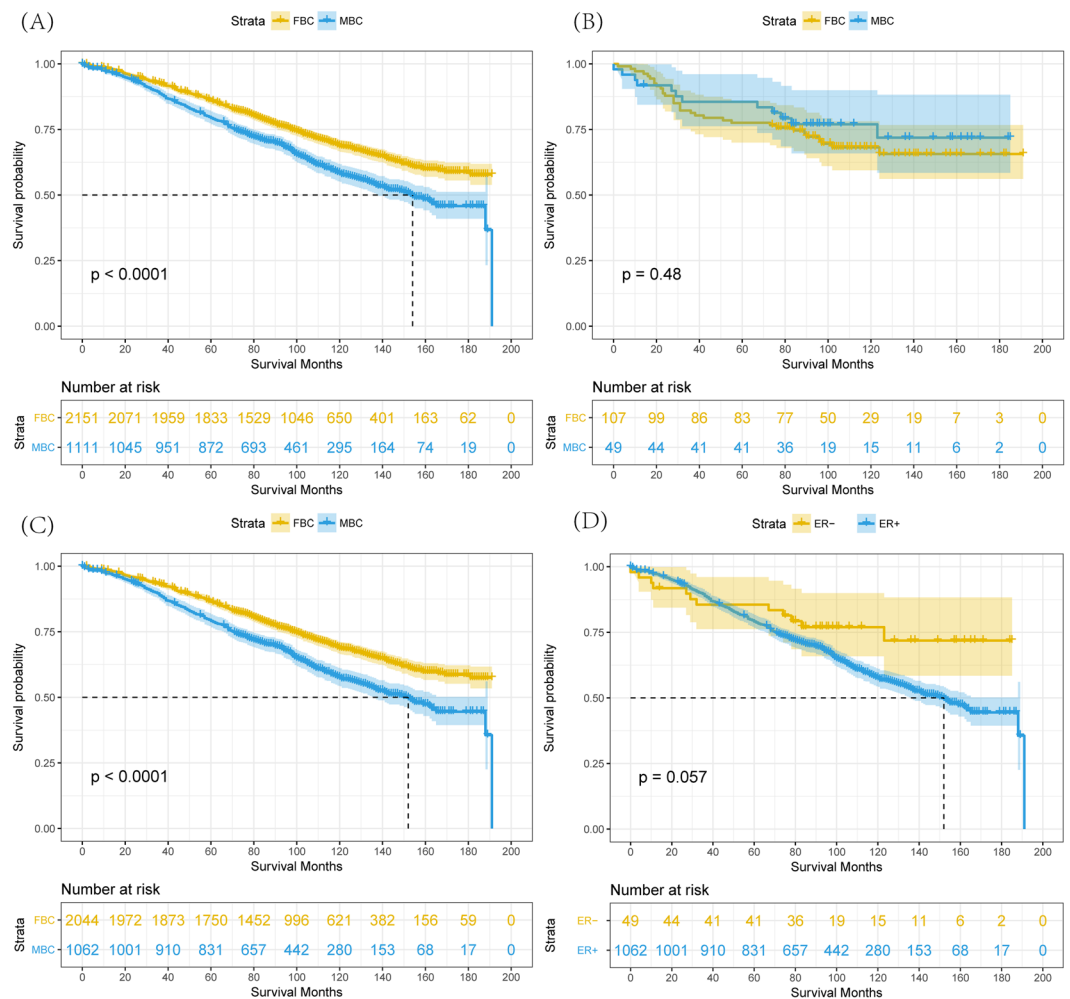 (A)
Strata FBC MBC
Survival probability
1.00
0.75
0.50
0.25
0.00
p < 0.0001
0 20 40 60 80 100 120 140 160 180 200
Survival Months
Number at risk
Strata
FBC 2151 2071 1959 1833 1529 1046 650 401 163 62 0
MBC 1111 1045 951 872 693 461 295 164 74 19 0
0 20 40 60 80 100 120 140 160 180 200
Survival Months
(B)
Strata FBC MBC
Survival probability
1.00
0.75
0.50
0.25
0.00
p = 0.48
0 20 40 60 80 100 120 140 160 180 200
Survival Months
Number at risk
Strata
FBC 107 99 86 83 77 50 29 19 7 3 0
MBC 49 44 41 41 36 19 15 11 6 2 0
0 20 40 60 80 100 120 140 160 180 200
Survival Months
(C)
Strata FBC MBC
Survival probability
1.00
0.75
0.50
0.25
0.00
p < 0.0001
0 20 40 60 80 100 120 140 160 180 200
Survival Months
Number at risk
Strata
FBC 2044 1972 1873 1750 1452 996 621 382 156 59 0
MBC 1062 1001 910 831 657 442 280 153 68 17 0
0 20 40 60 80 100 120 140 160 180 200
Survival Months
(D)
Strata ER− ER+
Survival probability
1.00
0.75
0.50
0.25
0.00
p = 0.057
0 20 40 60 80 100 120 140 160 180 200
Survival Months
Number at risk
Strata
ER− 49 44 41 41 36 19 15 11 6 2 0
ER+ 1062 1001 910 831 657 442 280 153 68 17 0
0 20 40 60 80 100 120 140 160 180 200
Survival Months